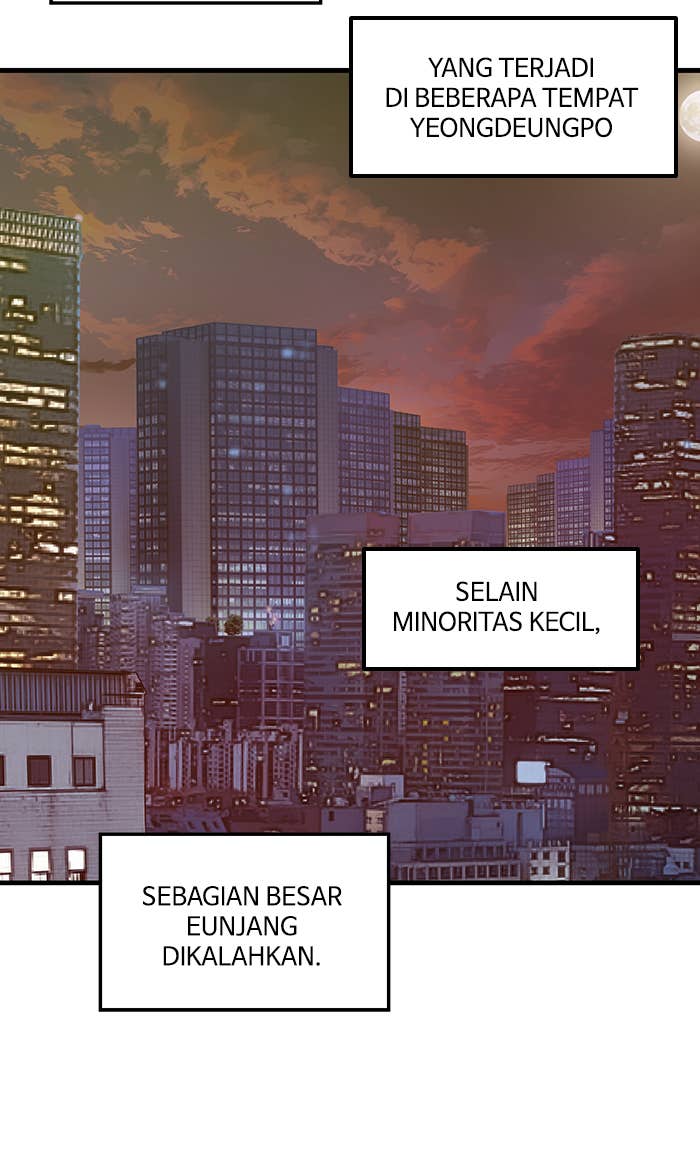 YANG TERJADI
DI BEBERAPA TEMPAT
YEONGDEUNGPO
SELAIN
MINORITAS KECIL,
SEBAGIAN BESAR
EUNJANG
DIKALAHKAN.